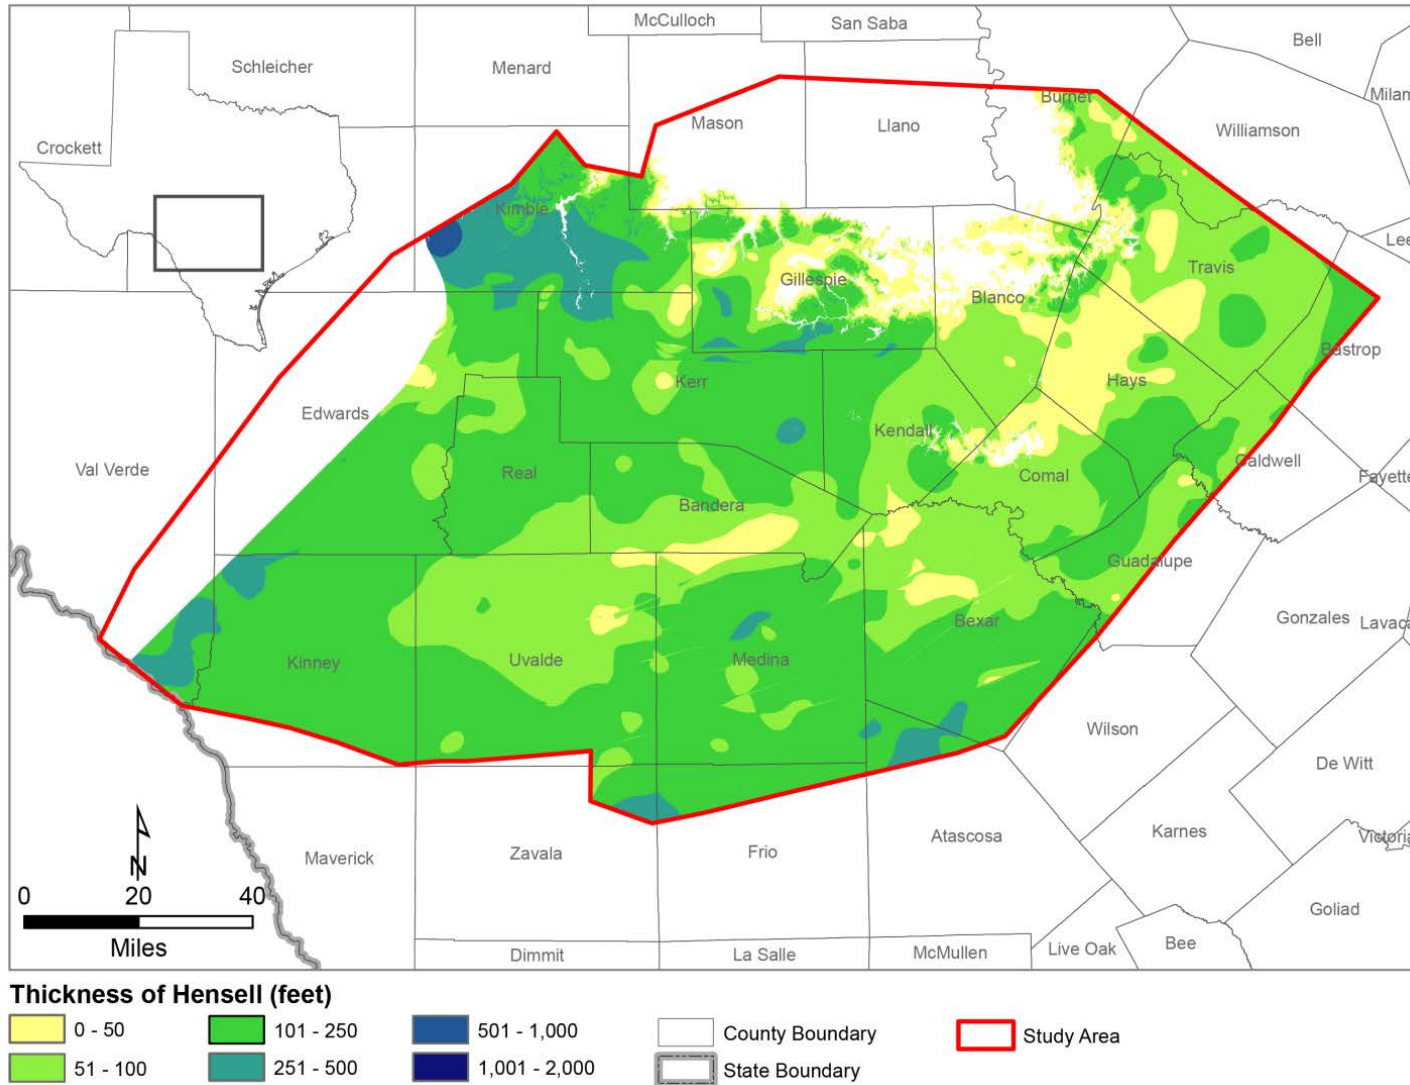 McCulloch
San Saba
Bell
Schleicher
Menard
Burnet
Milam
Mason
Llano
Williamson
Crockett
Kimble
Lee
Travis
Gillespie
Blanco
Bastrop
Kerr
Hays
Edwards
Kendall
Val Verde
Real
Caldwell
Comal
Fayette
Bandera
Guadalupe
Gonzales
Lavaca
Bexar
Kinney
Uvalde
Medina
Wilson
De Witt
Karnes
Atascosa
Victoria
Maverick
Zavala
Frio
N
0 20 40
Miles
Goliad
Dimmit
La Salle
McMullen
Live Oak
Bee
Thickness of Hensell (feet)
0 - 50
101 - 250
501 - 1,000
County Boundary
Study Area
51 - 100
251 - 500
1,001 - 2,000
State Boundary